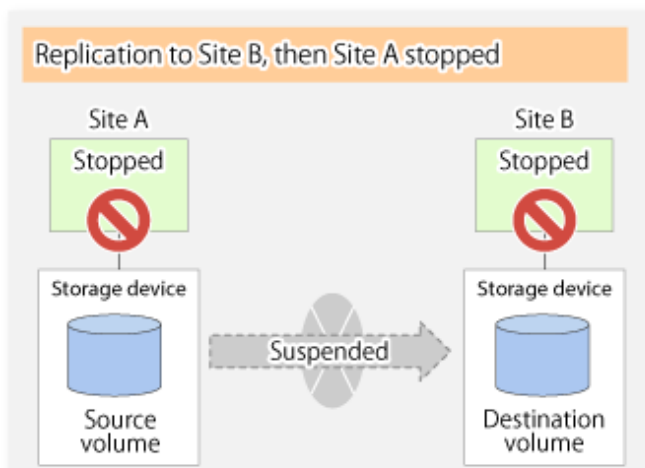 Replication to Site B, then Site A stopped
Site A
Site B
Stopped
Stopped
Storage device
Storage device
Suspended
Source
volume
Destination
volume